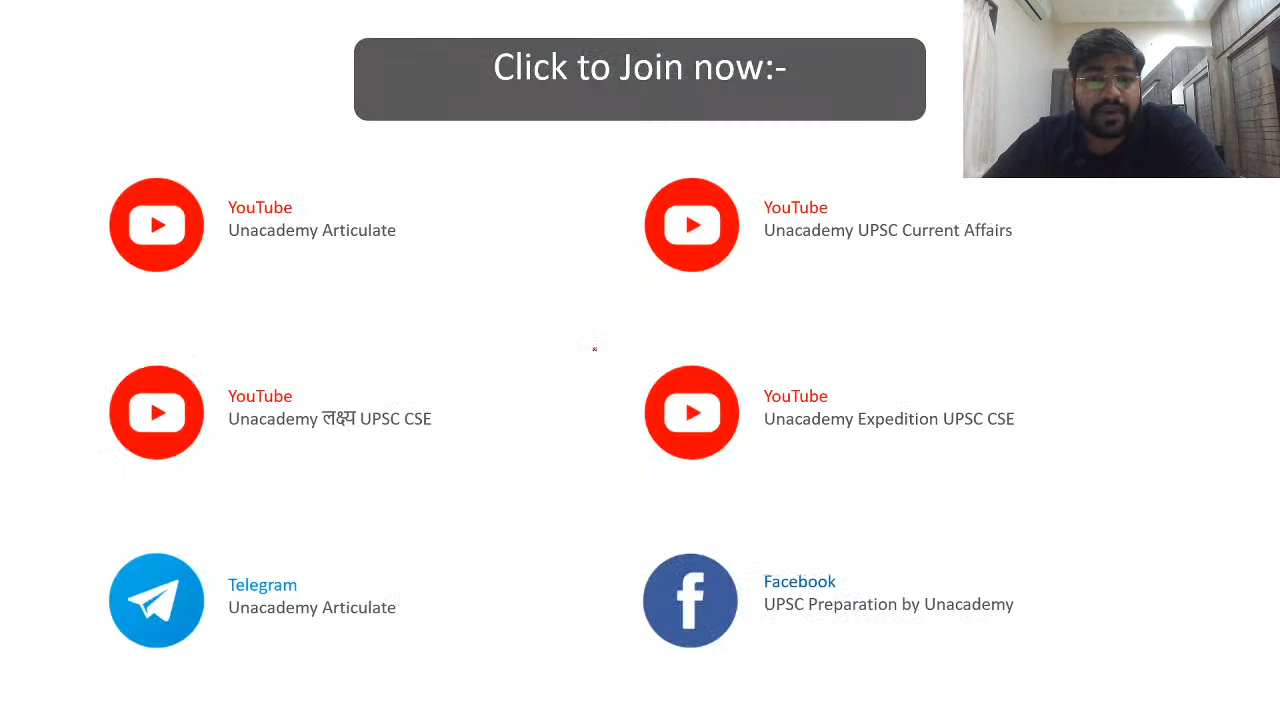 Click to Join now:-
YouTube
Unacademy Articulate
YouTube
Unacademy UPSC Current Affairs
YouTube
Unacademy लक्ष्य UPSC CSE
YouTube
Unacademy Expedition UPSC CSE
Telegram
Unacademy Articulate
Facebook
UPSC Preparation by Unacademy